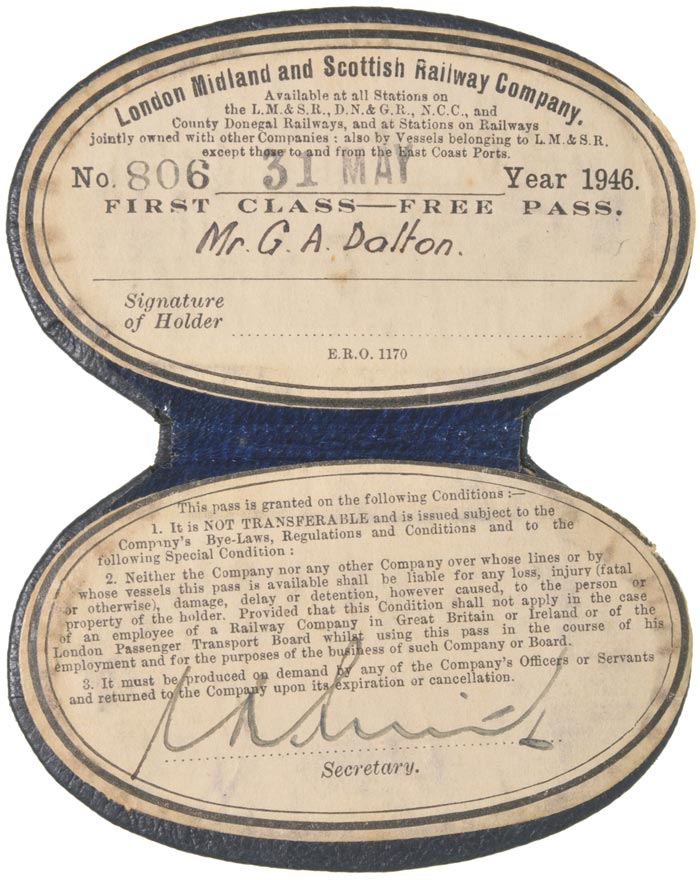 London Midland and Scottish Railway Company.
Available at all Stations on
the L.M.& S.R., D.N.& G.R., N.C.C., and
County Donegal Railways, and at Stations on Railways
jointly owned with other Companies : also by Vessels belonging to L.M.& S.R.
except those to and from the East Coast Ports.
No. 806 31 MAY Year 1946.
FIRST CLASS—FREE PASS.
Mr. G. A. Dalton.
Signature
of Holder
E.R.O. 1170
This pass is granted on the following Conditions :—
1. It is NOT TRANSFERABLE and is issued subject to the
Company's Bye-Laws, Regulations and Conditions and to the
following Special Condition :
2. Neither the Company nor any other Company over whose lines or by
whose vessels this pass is available shall be liable for any loss, injury (fatal
or otherwise), damage, delay or detention, however caused, to the person or
property of the holder. Provided that this Condition shall not apply in the case
of an employee of a Railway Company in Great Britain or Ireland or of the
London Passenger Transport Board whilst using this pass in the course of his
employment and for the purposes of the business of such Company or Board.
3. It must be produced on demand by any of the Company's Officers or Servants
and returned to the Company upon its expiration or cancellation.
Secretary.